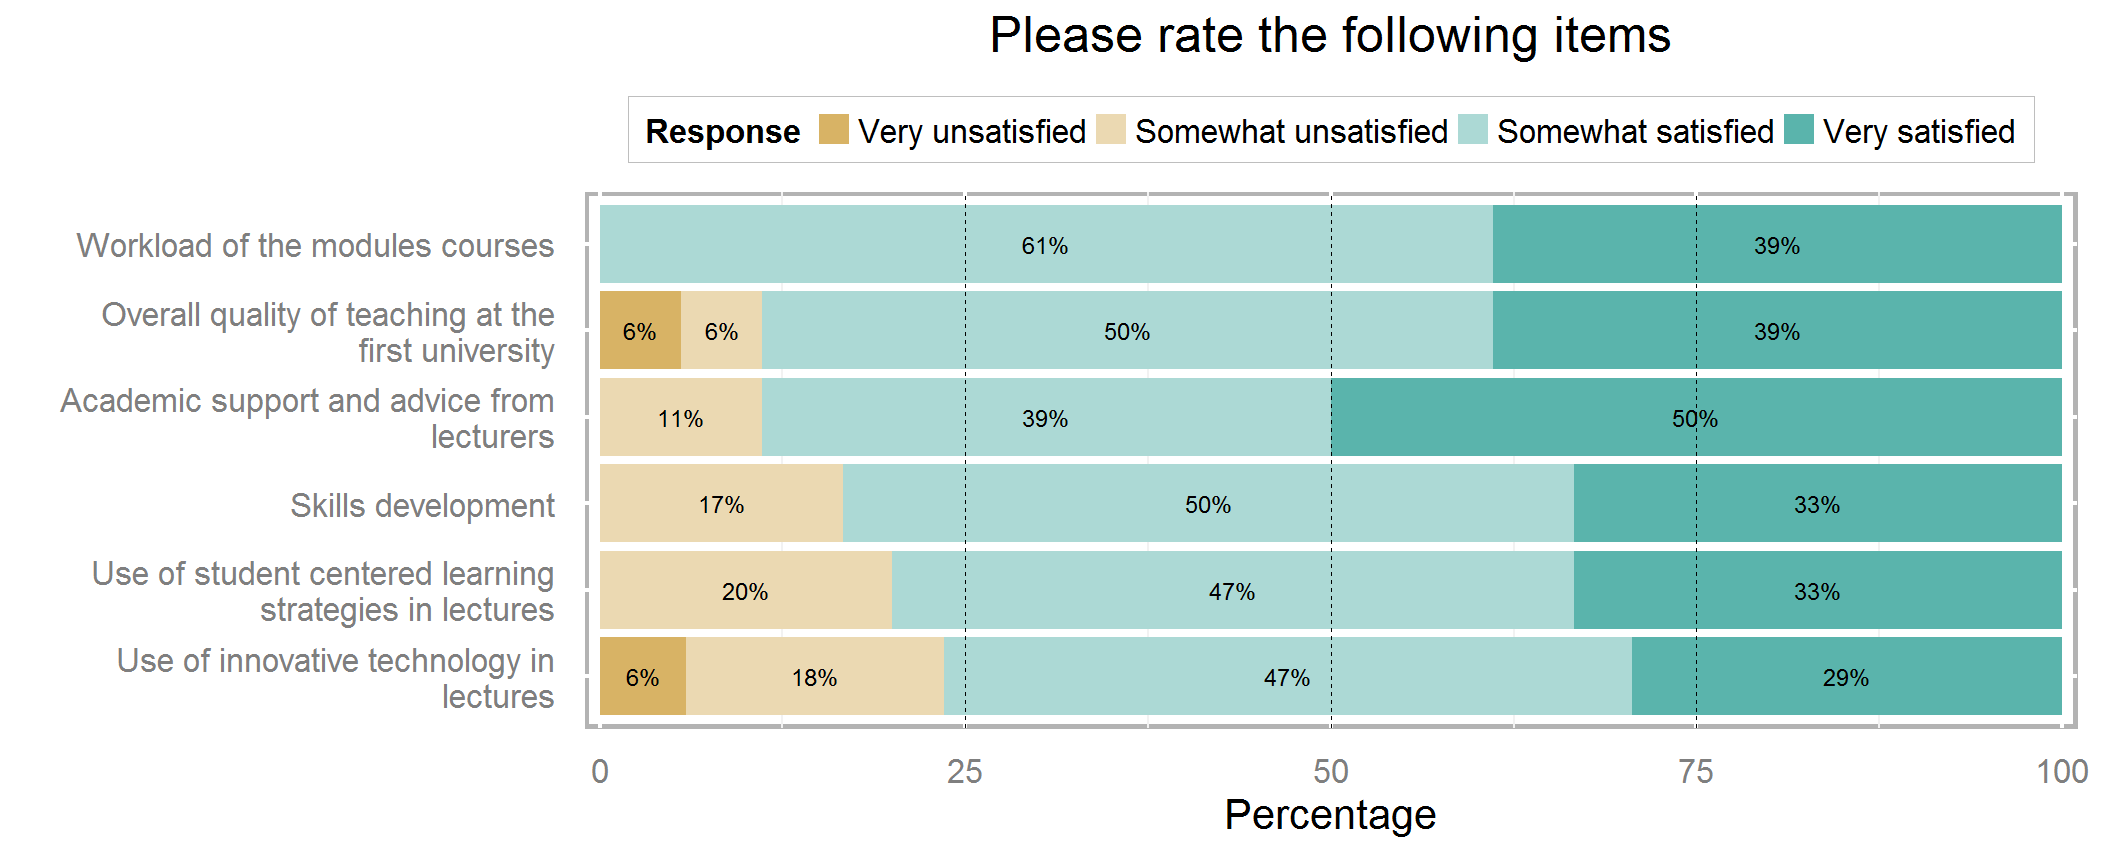 Please rate the following items
Response Very unsatisfied Somewhat unsatisfied Somewhat satisfied Very satisfied
Workload of the modules courses
61% 39%
Overall quality of teaching at the
first university
6% 6% 50% 39%
Academic support and advice from
lecturers
11% 39% 50%
Skills development
17% 50% 33%
Use of student centered learning
strategies in lectures
20% 47% 33%
Use of innovative technology in
lectures
6% 18% 47% 29%
0 25 50 75 100
Percentage